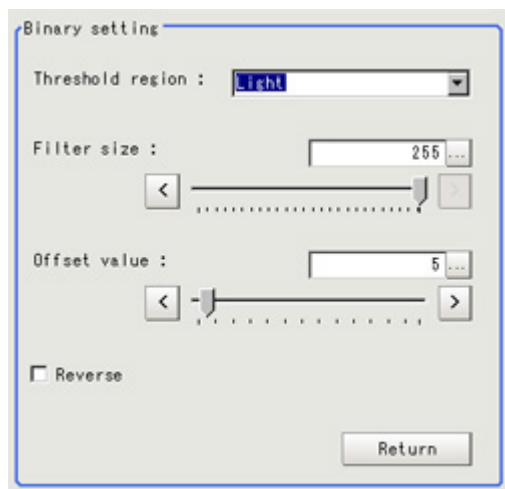 Binary setting
Threshold region : Light
Filter size : 255 ...
< >
Offset value : 5 ...
< >
Reverse
Return